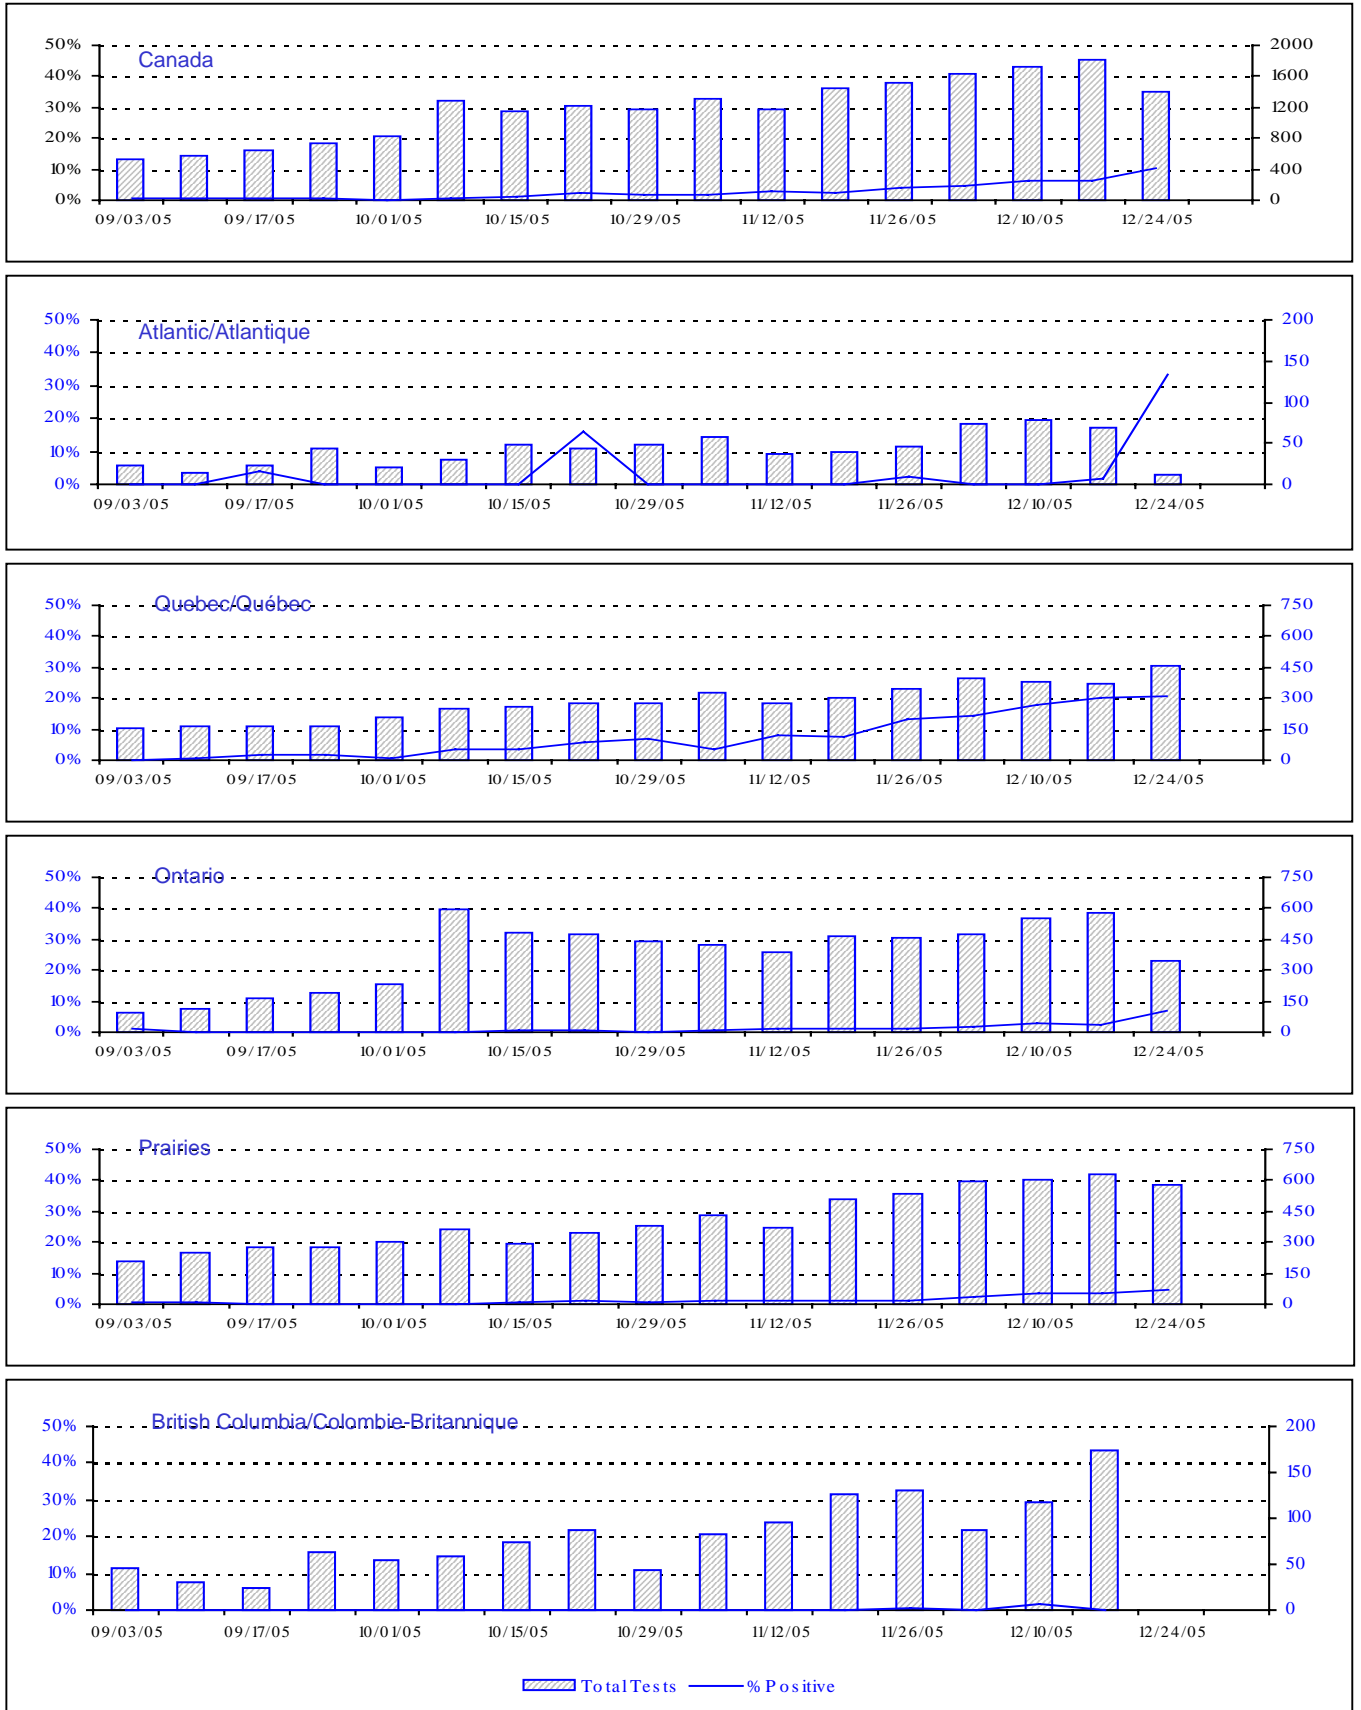 Canada
50% 2000
40% 1600
30% 1200
20% 800
10% 400
0% 0
09/03/05 09/17/05 10/01/05 10/15/05 10/29/05 11/12/05 11/26/05 12/10/05 12/24/05
Atlantic/Atlantique
50% 200
40% 150
30% 100
20% 50
10% 0
0%
09/03/05 09/17/05 10/01/05 10/15/05 10/29/05 11/12/05 11/26/05 12/10/05 12/24/05
Quebec/Québec
50% 750
40% 600
30% 450
20% 300
10% 150
0% 0
09/03/05 09/17/05 10/01/05 10/15/05 10/29/05 11/12/05 11/26/05 12/10/05 12/24/05
Ontario
50% 750
40% 600
30% 450
20% 300
10% 150
0% 0
09/03/05 09/17/05 10/01/05 10/15/05 10/29/05 11/12/05 11/26/05 12/10/05 12/24/05
Prairies
50% 750
40% 600
30% 450
20% 300
10% 150
0% 0
09/03/05 09/17/05 10/01/05 10/15/05 10/29/05 11/12/05 11/26/05 12/10/05 12/24/05
British Columbia/Colombie-Britannique
50% 200
40% 150
30% 100
20% 50
10% 0
0%
09/03/05 09/17/05 10/01/05 10/15/05 10/29/05 11/12/05 11/26/05 12/10/05 12/24/05
Total Tests % Positive